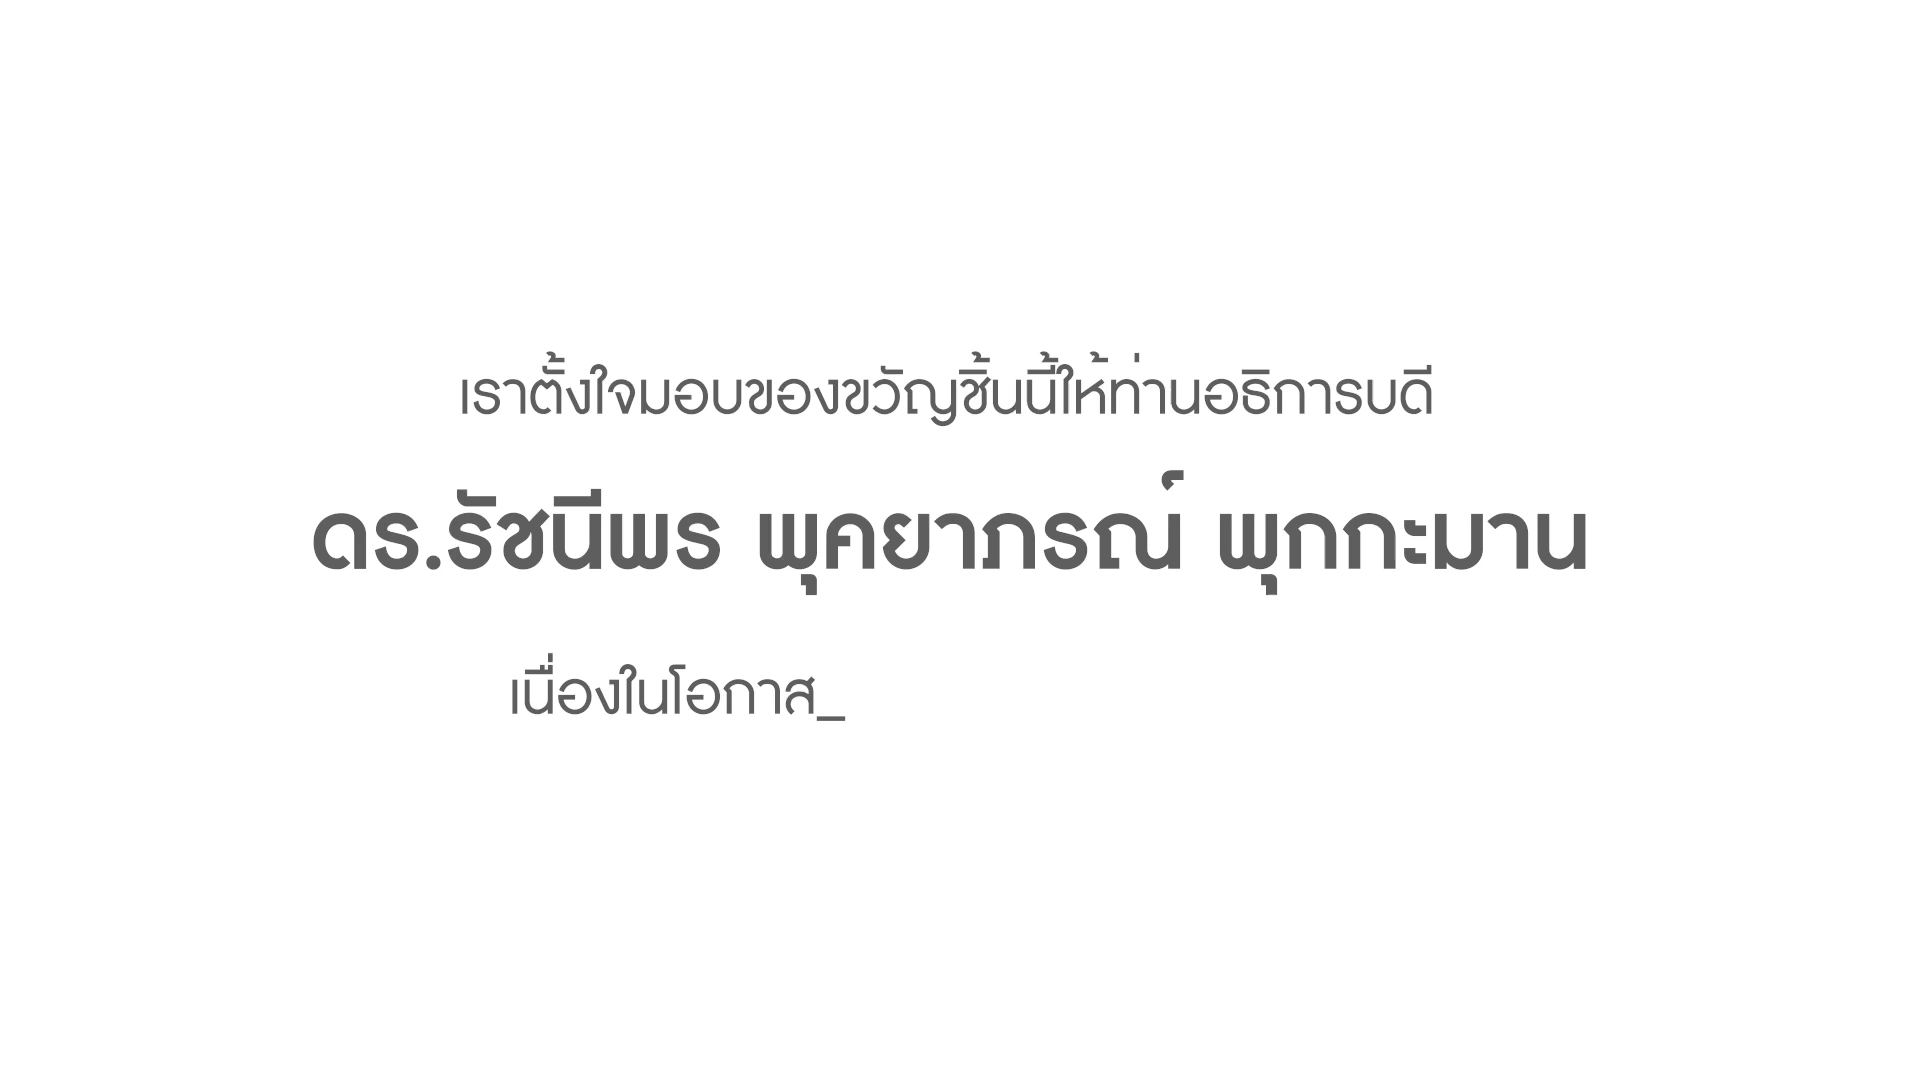 เราตั้งใจมอบของขวัญชิ้นนี้ให้ท่านอธิการบดี
ดร.รัชนีพร พุคยาภรณ์ พุกกะมาน
เนื่องในโอกาส_